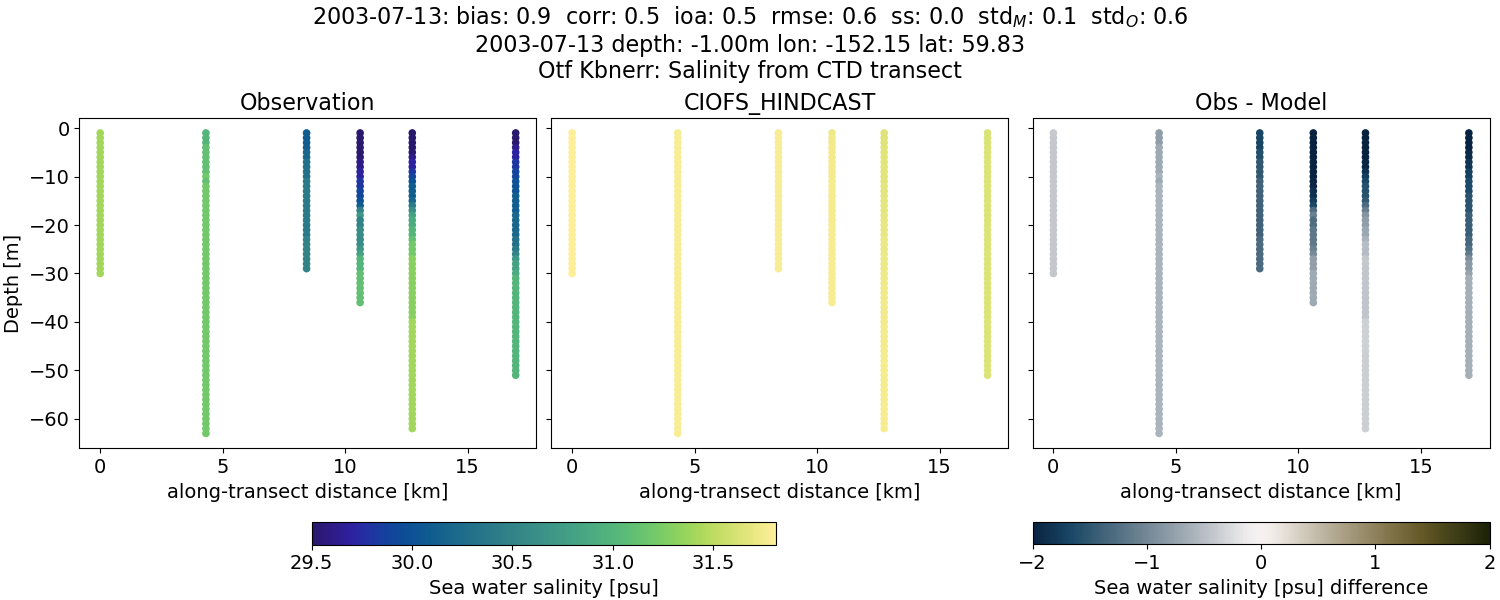 2003-07-13: bias: 0.9 corr: 0.5 ioa: 0.5 rmse: 0.6 ss: 0.0 std_M: 0.1 std_O: 0.6
2003-07-13 depth: -1.00m lon: -152.15 lat: 59.83
Otf Kbnerr: Salinity from CTD transect
Observation
CIOFS_HINDCAST
Obs - Model
Depth [m]
0
−10
−20
−30
−40
−50
−60
0 5 10 15
0 5 10 15
0 5 10 15
along-transect distance [km]
along-transect distance [km]
along-transect distance [km]
29.5 30.0 30.5 31.0 31.5
Sea water salinity [psu]
−2 −1 0 1 2
Sea water salinity [psu] difference